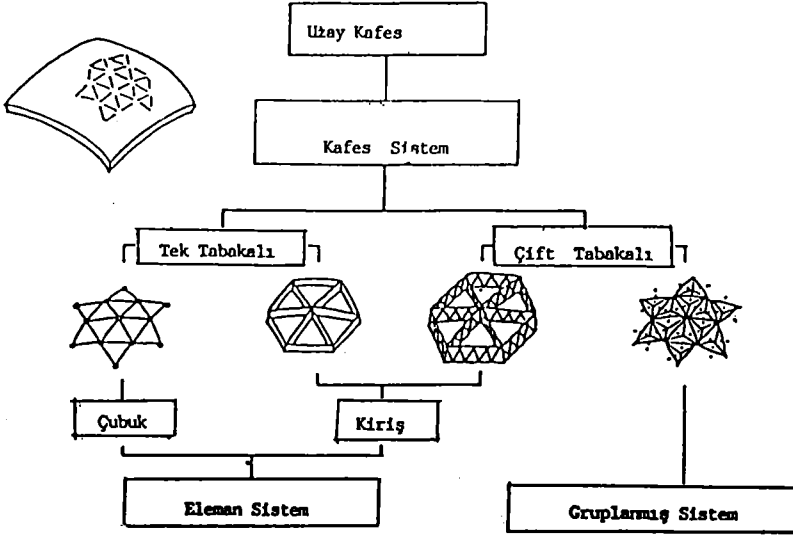 Uzay Kafes
Kafes Sistem
Tek Tabakalı
Çift Tabakalı
Çubuk
Kiriş
Eleman Sistem
Gruplanmış Sistem